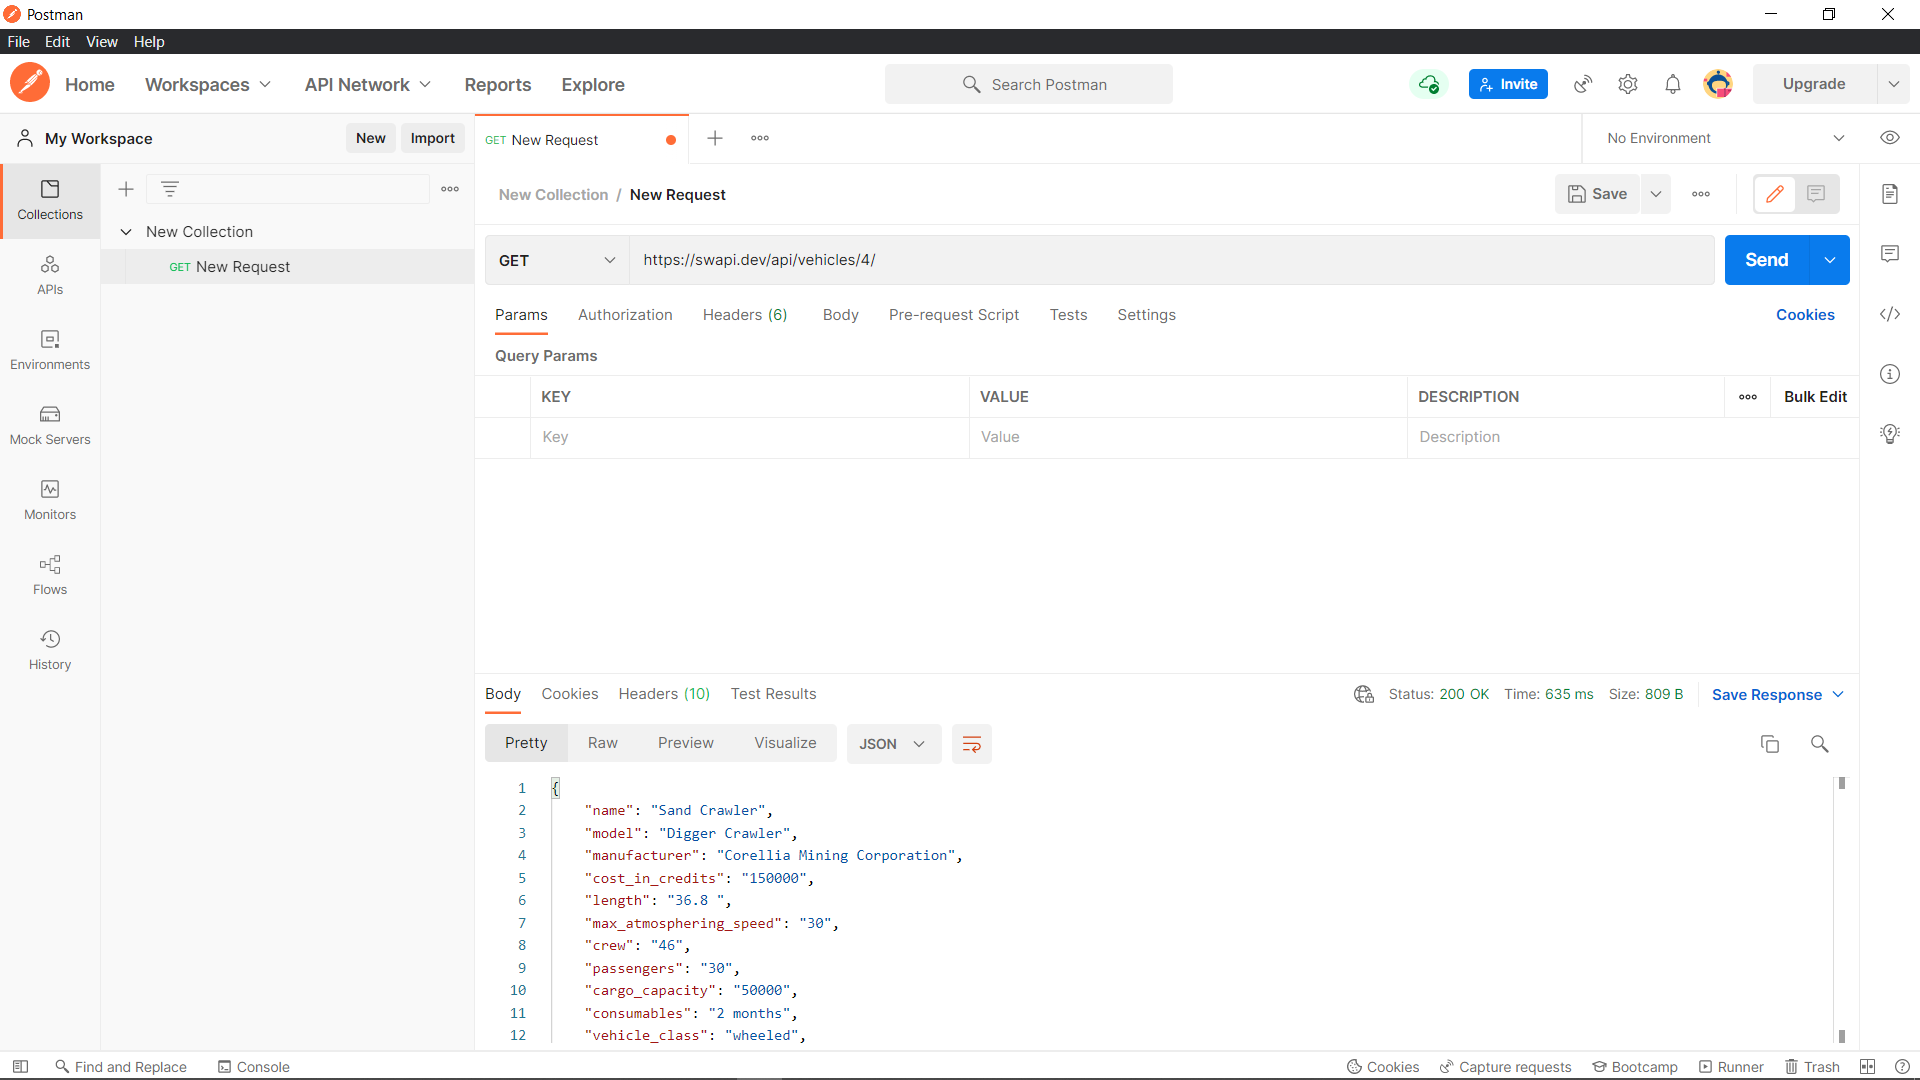 Postman
File Edit View Help
Home Workspaces API Network Reports Explore Search Postman Invite Upgrade
My Workspace New Import GET New Request No Environment
Collections
APIs
Environments
Mock Servers
Monitors
Flows
History
New Collection
GET New Request
New Collection / New Request Save
GET https://swapi.dev/api/vehicles/4/ Send
Params Authorization Headers (6) Body Pre-request Script Tests Settings Cookies
Query Params
KEY VALUE DESCRIPTION Bulk Edit
Key Value Description
Body Cookies Headers (10) Test Results Status: 200 OK Time: 635 ms Size: 809 B Save Response
Pretty Raw Preview Visualize JSON
1 {
2 "name": "Sand Crawler",
3 "model": "Digger Crawler",
4 "manufacturer": "Corellia Mining Corporation",
5 "cost_in_credits": "150000",
6 "length": "36.8 ",
7 "max_atmosphering_speed": "30",
8 "crew": "46",
9 "passengers": "30",
10 "cargo_capacity": "50000",
11 "consumables": "2 months",
12 "vehicle_class": "wheeled",
Find and Replace Console Cookies Capture requests Bootcamp Runner Trash